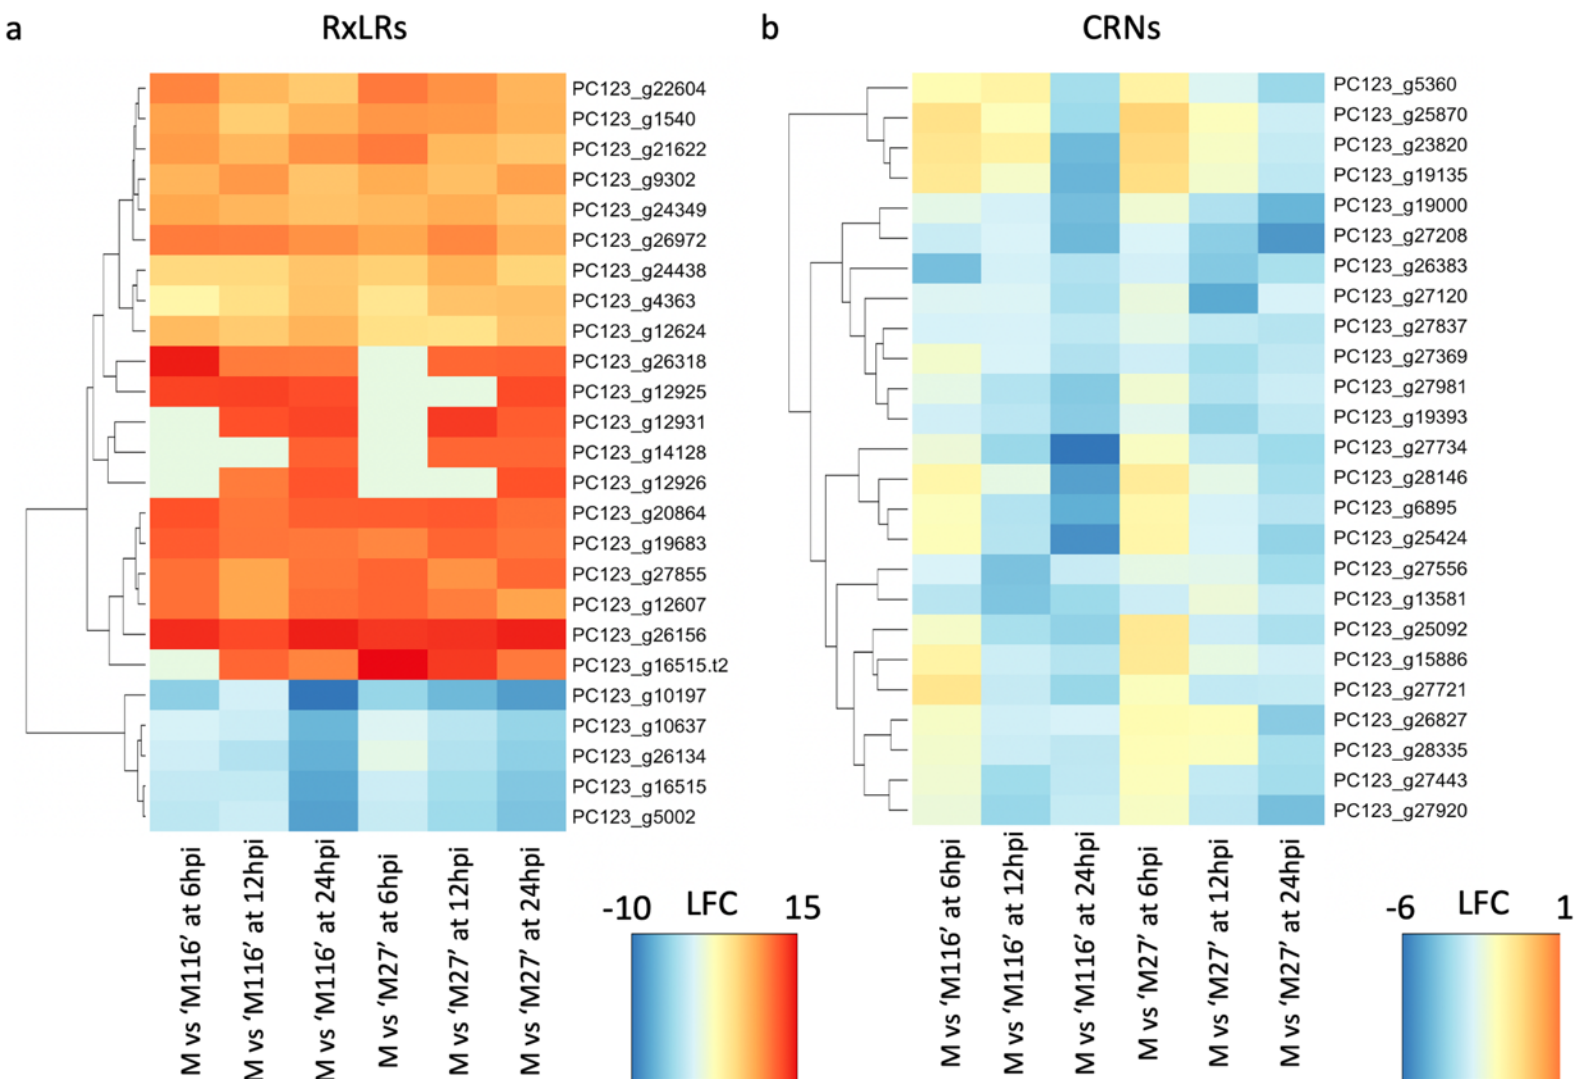 a
RxLRs
PC123_g22604
PC123_g1540
PC123_g21622
PC123_g9302
PC123_g24349
PC123_g26972
PC123_g24438
PC123_g4363
PC123_g12624
PC123_g26318
PC123_g12925
PC123_g12931
PC123_g14128
PC123_g12926
PC123_g20864
PC123_g19683
PC123_g27855
PC123_g12607
PC123_g26156
PC123_g16515.t2
PC123_g10197
PC123_g10637
PC123_g26134
PC123_g16515
PC123_g5002
M vs ‘M116’ at 6hpi
M vs ‘M116’ at 12hpi
M vs ‘M116’ at 24hpi
M vs ‘M27’ at 6hpi
M vs ‘M27’ at 12hpi
M vs ‘M27’ at 24hpi
-10 LFC 15
b
CRNs
PC123_g5360
PC123_g25870
PC123_g23820
PC123_g19135
PC123_g19000
PC123_g27208
PC123_g26383
PC123_g27120
PC123_g27837
PC123_g27369
PC123_g27981
PC123_g19393
PC123_g27734
PC123_g28146
PC123_g6895
PC123_g25424
PC123_g27556
PC123_g13581
PC123_g25092
PC123_g15886
PC123_g27721
PC123_g26827
PC123_g28335
PC123_g27443
PC123_g27920
M vs ‘M116’ at 6hpi
M vs ‘M116’ at 12hpi
M vs ‘M116’ at 24hpi
M vs ‘M27’ at 6hpi
M vs ‘M27’ at 12hpi
M vs ‘M27’ at 24hpi
-6 LFC 1